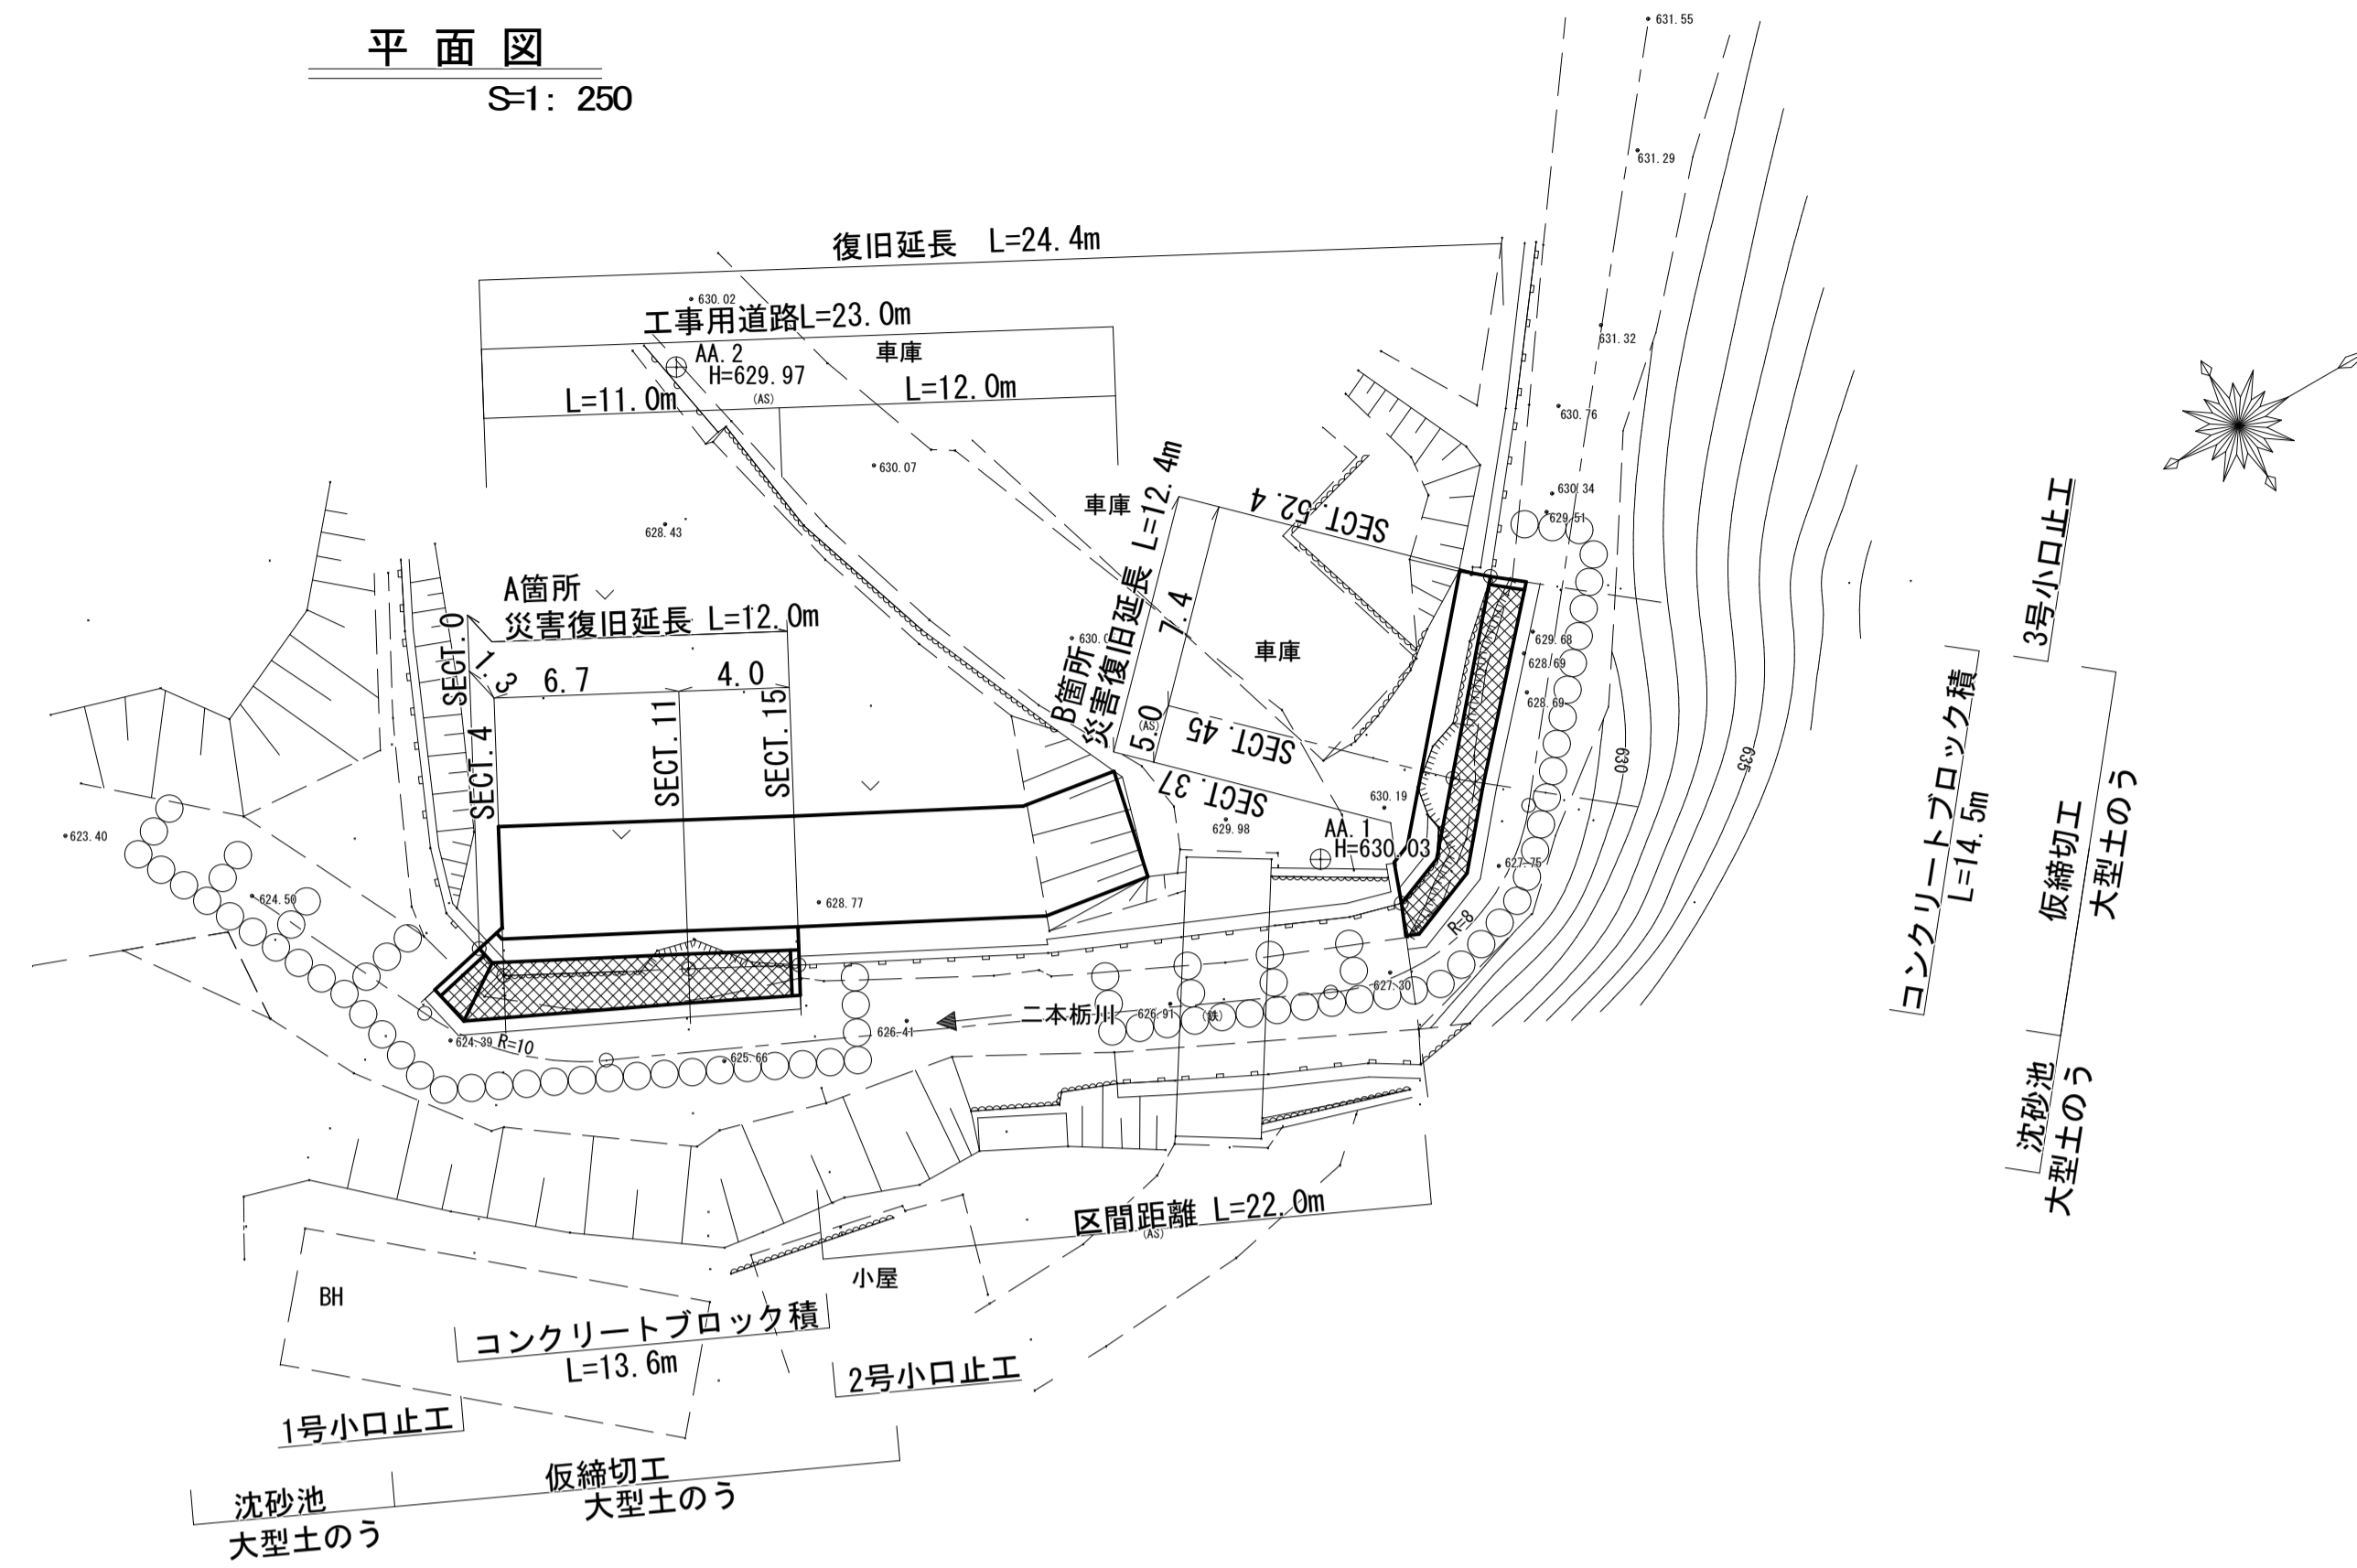 平面図
S=1: 250
631.55
631.29
復旧延長 L=24.4m
630.02
工事用道路L=23.0m
631.32
AA.2
H=629.97
車庫
L=11.0m
(AS)
L=12.0m
630.76
630.07
630.34
629.51
628.43
車庫
SECT.52.4
A箇所
災害復旧延長 L=12.0m
SECT.0
1.3
6.7
4.0
SECT.4
SECT.11
SECT.15
B箇所
災害復旧延長 L=12.4m
7.4
5.0
(AS)
車庫
SECT.45
SECT.37
629.68
628.69
628.69
630
635
630.19
629.98
AA.1
H=630.03
627.75
623.40
624.50
628.77
R=8
627.30
二本栃川
626.91
(鉄)
626.41
624.39
R=10
625.66
区間距離 L=22.0m
(AS)
小屋
BH
コンクリートブロック積
L=13.6m
2号小口止工
1号小口止工
仮締切工
大型土のう
沈砂池
大型土のう
3号小口止工
コンクリートブロック積
L=14.5m
仮締切工
大型土のう
沈砂池
大型土のう